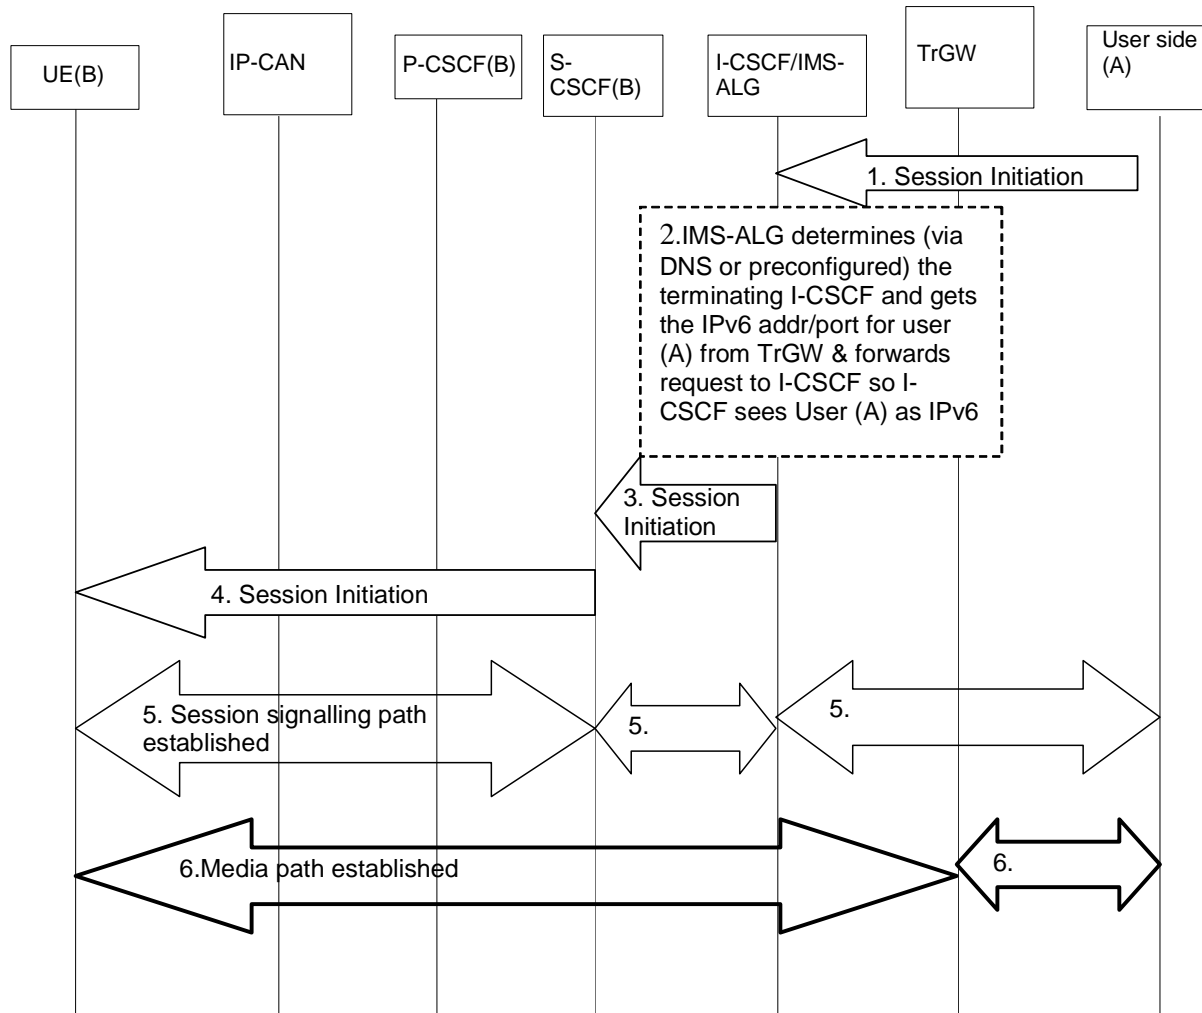 UE(B)
IP-CAN
P-CSCF(B)
S-
CSCF(B)
I-CSCF/IMS-
ALG
TrGW
User side
(A)
1. Session Initiation
2.IMS-ALG determines (via
DNS or preconfigured) the
terminating I-CSCF and gets
the IPv6 addr/port for user
(A) from TrGW & forwards
request to I-CSCF so I-
CSCF sees User (A) as IPv6
3. Session
Initiation
4. Session Initiation
5. Session signalling path
established
5.
5.
6.Media path established
6.